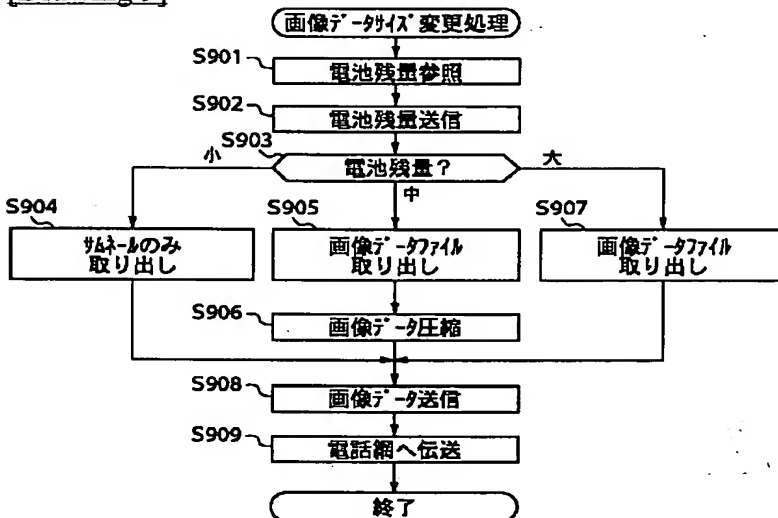 画像データサイズ変更処理
S901
電池残量参照
S902
電池残量送信
S903
電池残量?
小
中
大
S904
サムネールのみ
取り出し
S905
画像データファイル
取り出し
S907
画像データファイル
取り出し
S906
画像データ圧縮
S908
画像データ送信
S909
電話網へ伝送
終了